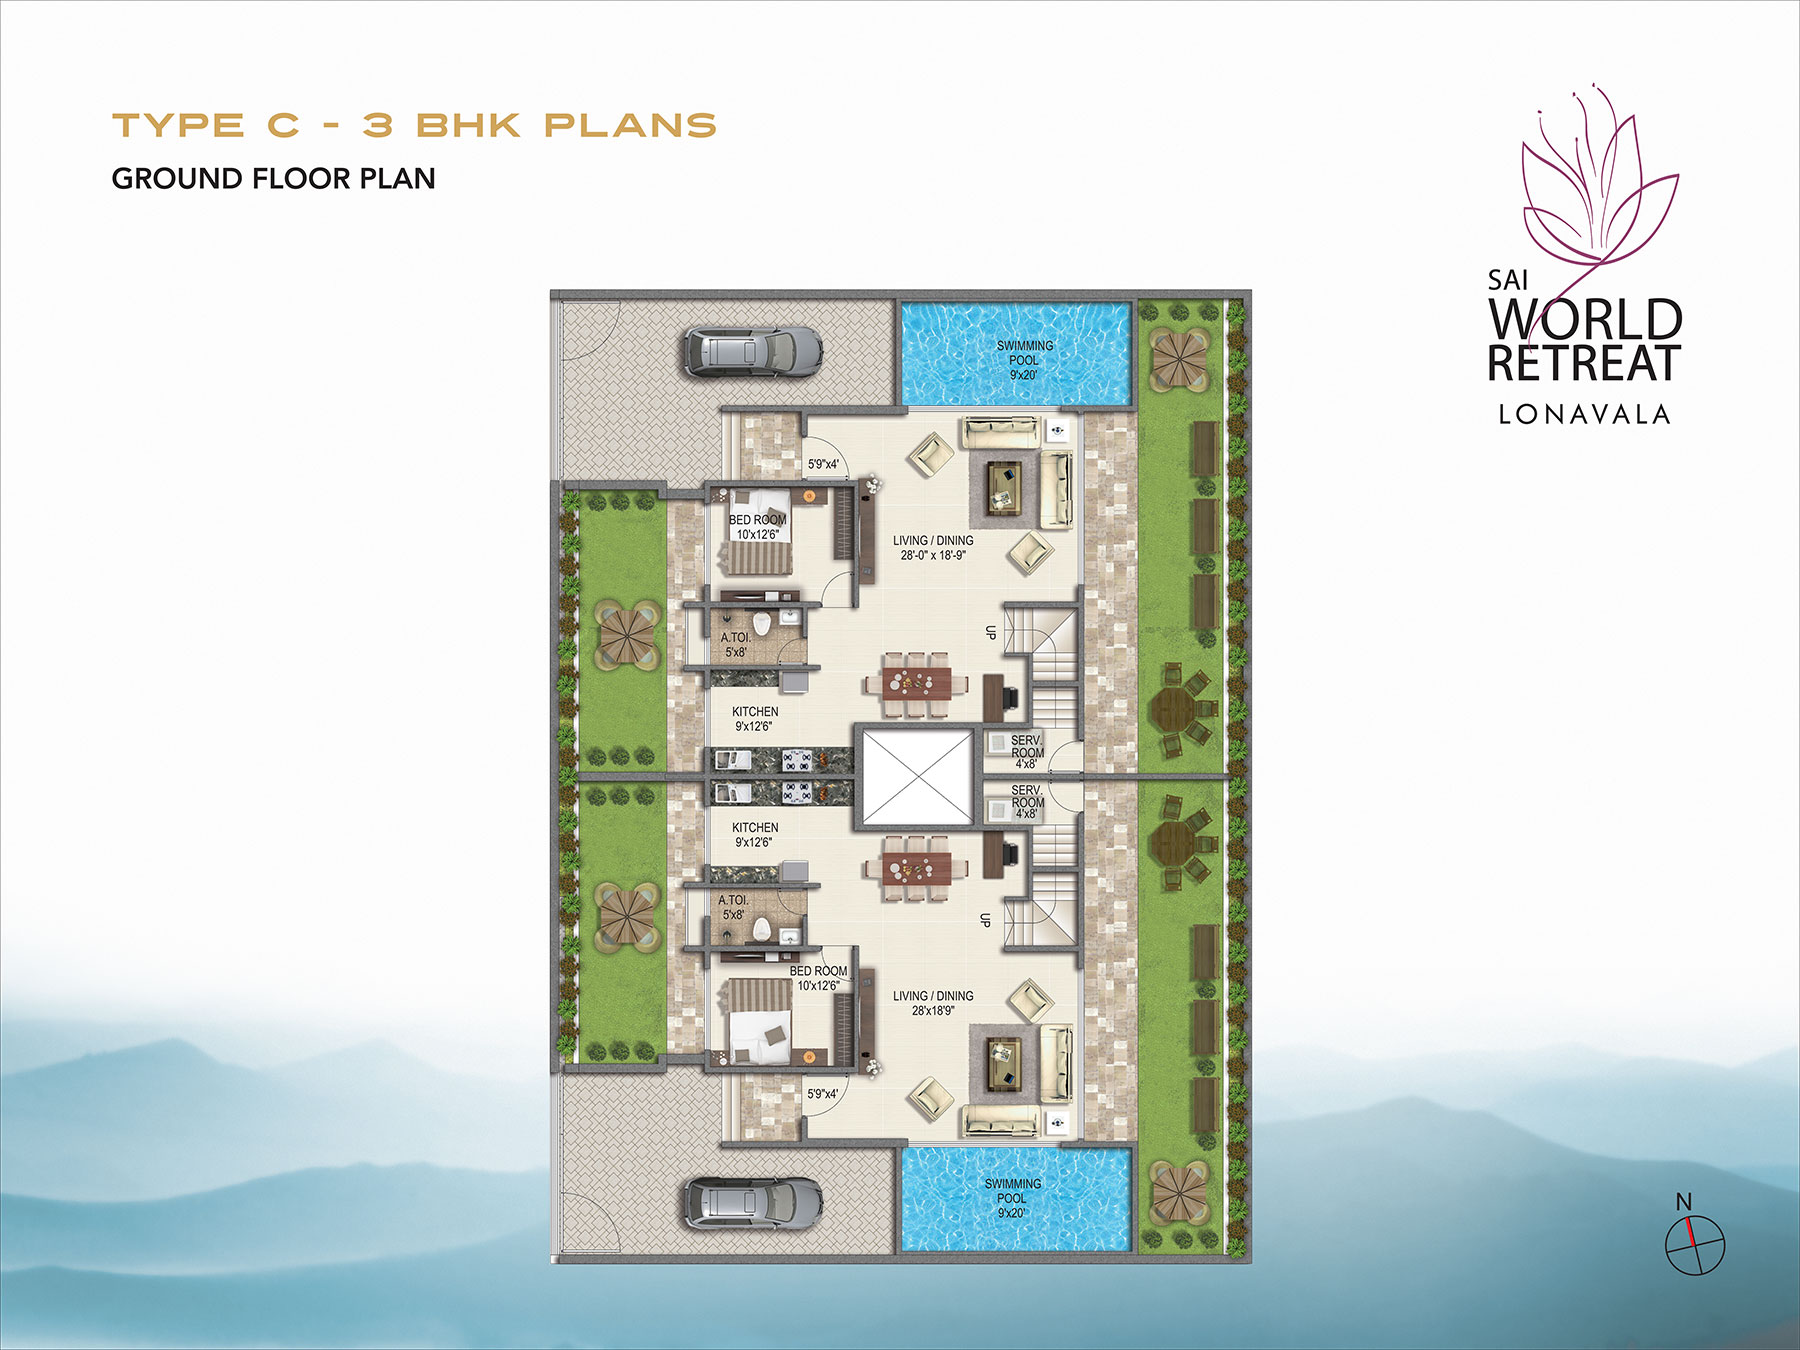 TYPE C - 3 BHK PLANS
GROUND FLOOR PLAN
SAI
WORLD
RETREAT
LONAVALA
SWIMMING
POOL
9'x20'
5'9"x4'
BED ROOM
10'x12'6"
LIVING / DINING
28'-0" x 18'-9"
A.TOI.
5'x8'
UP
KITCHEN
9'x12'6"
SERV.
ROOM
4'x8'
SERV.
ROOM
4'x8'
KITCHEN
9'x12'6"
A.TOI.
5'x8'
UP
BED ROOM
10'x12'6"
LIVING / DINING
28'x18'9"
5'9"x4'
SWIMMING
POOL
9'x20'
N